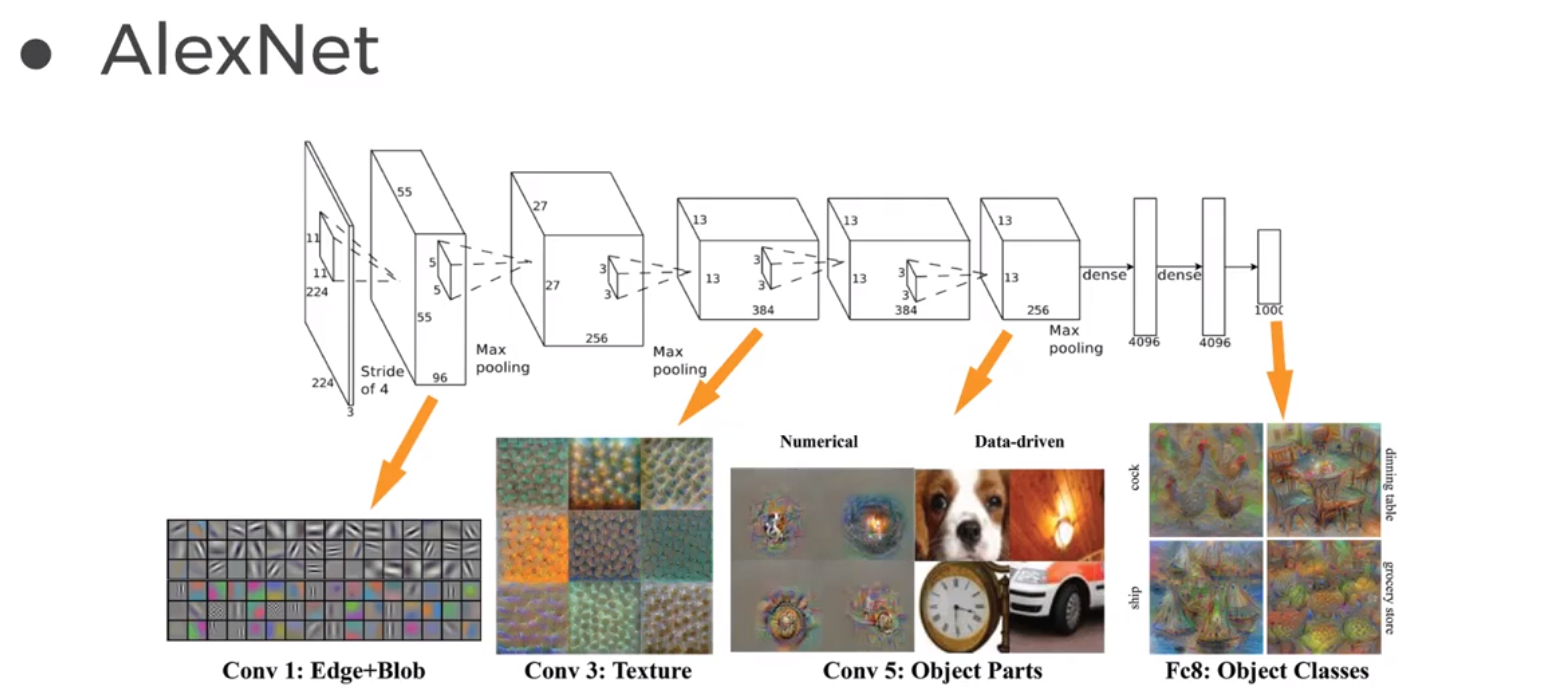 ● AlexNet
55
27
13
13
13
11
5
3
3
3
11
5
3
3
3
224
55
27
13
13
13
dense
dense
224
3
Stride
of 4
96
Max
pooling
256
Max
pooling
384
384
256
Max
pooling
4096
4096
1000
Numerical
Data-driven
cock
dinning table
ship
grocery store
Conv 1: Edge+Blob
Conv 3: Texture
Conv 5: Object Parts
Fc8: Object Classes